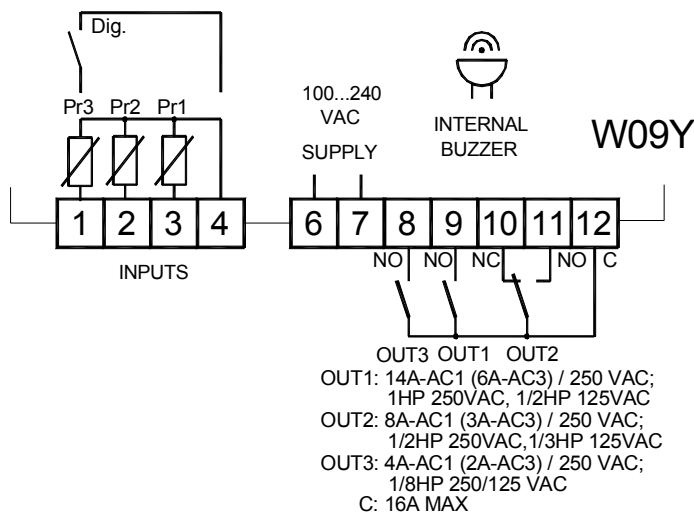 Dig.
Pr3 Pr2 Pr1
100...240
VAC
SUPPLY
INTERNAL
BUZZER
W09Y
1 2 3 4 6 7 8 9 10 11 12
INPUTS
NO NO NC NO C
OUT3 OUT1 OUT2
OUT1: 14A-AC1 (6A-AC3) / 250 VAC;
1HP 250VAC, 1/2HP 125VAC
OUT2: 8A-AC1 (3A-AC3) / 250 VAC;
1/2HP 250VAC,1/3HP 125VAC
OUT3: 4A-AC1 (2A-AC3) / 250 VAC;
1/8HP 250/125 VAC
C: 16A MAX